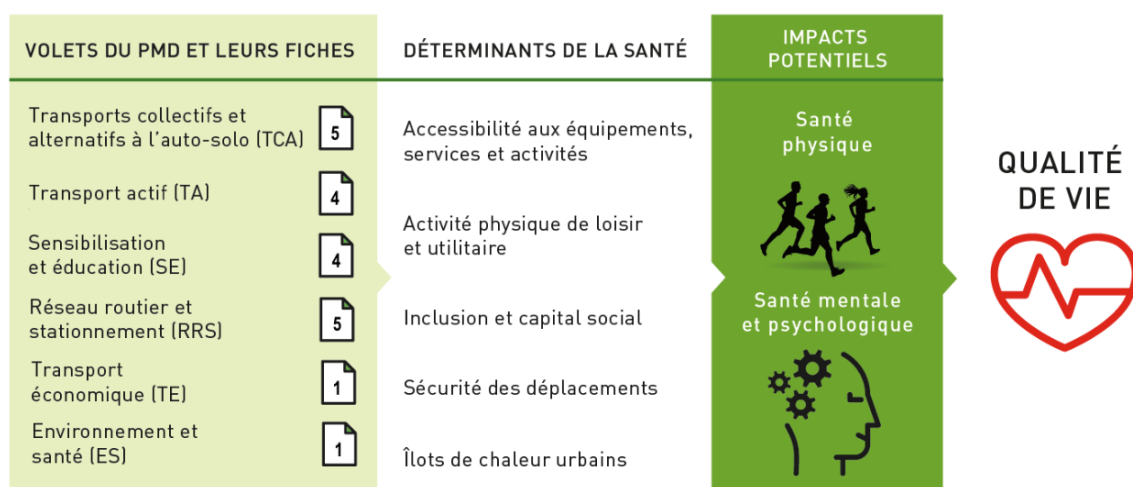 VOLETS DU PMD ET LEURS FICHES
Transports collectifs et
alternatifs à l'auto-solo (TCA)
5
Transport actif (TA)
4
Sensibilisation
et éducation (SE)
4
Réseau routier et
stationnement (RRS)
5
Transport
économique (TE)
1
Environnement et
santé (ES)
1
DÉTERMINANTS DE LA SANTÉ
Accessibilité aux équipements,
services et activités
Activité physique de loisir
et utilitaire
Inclusion et capital social
Sécurité des déplacements
Îlots de chaleur urbains
IMPACTS
POTENTIELS
Santé
physique
Santé mentale
et psychologique
QUALITÉ
DE VIE